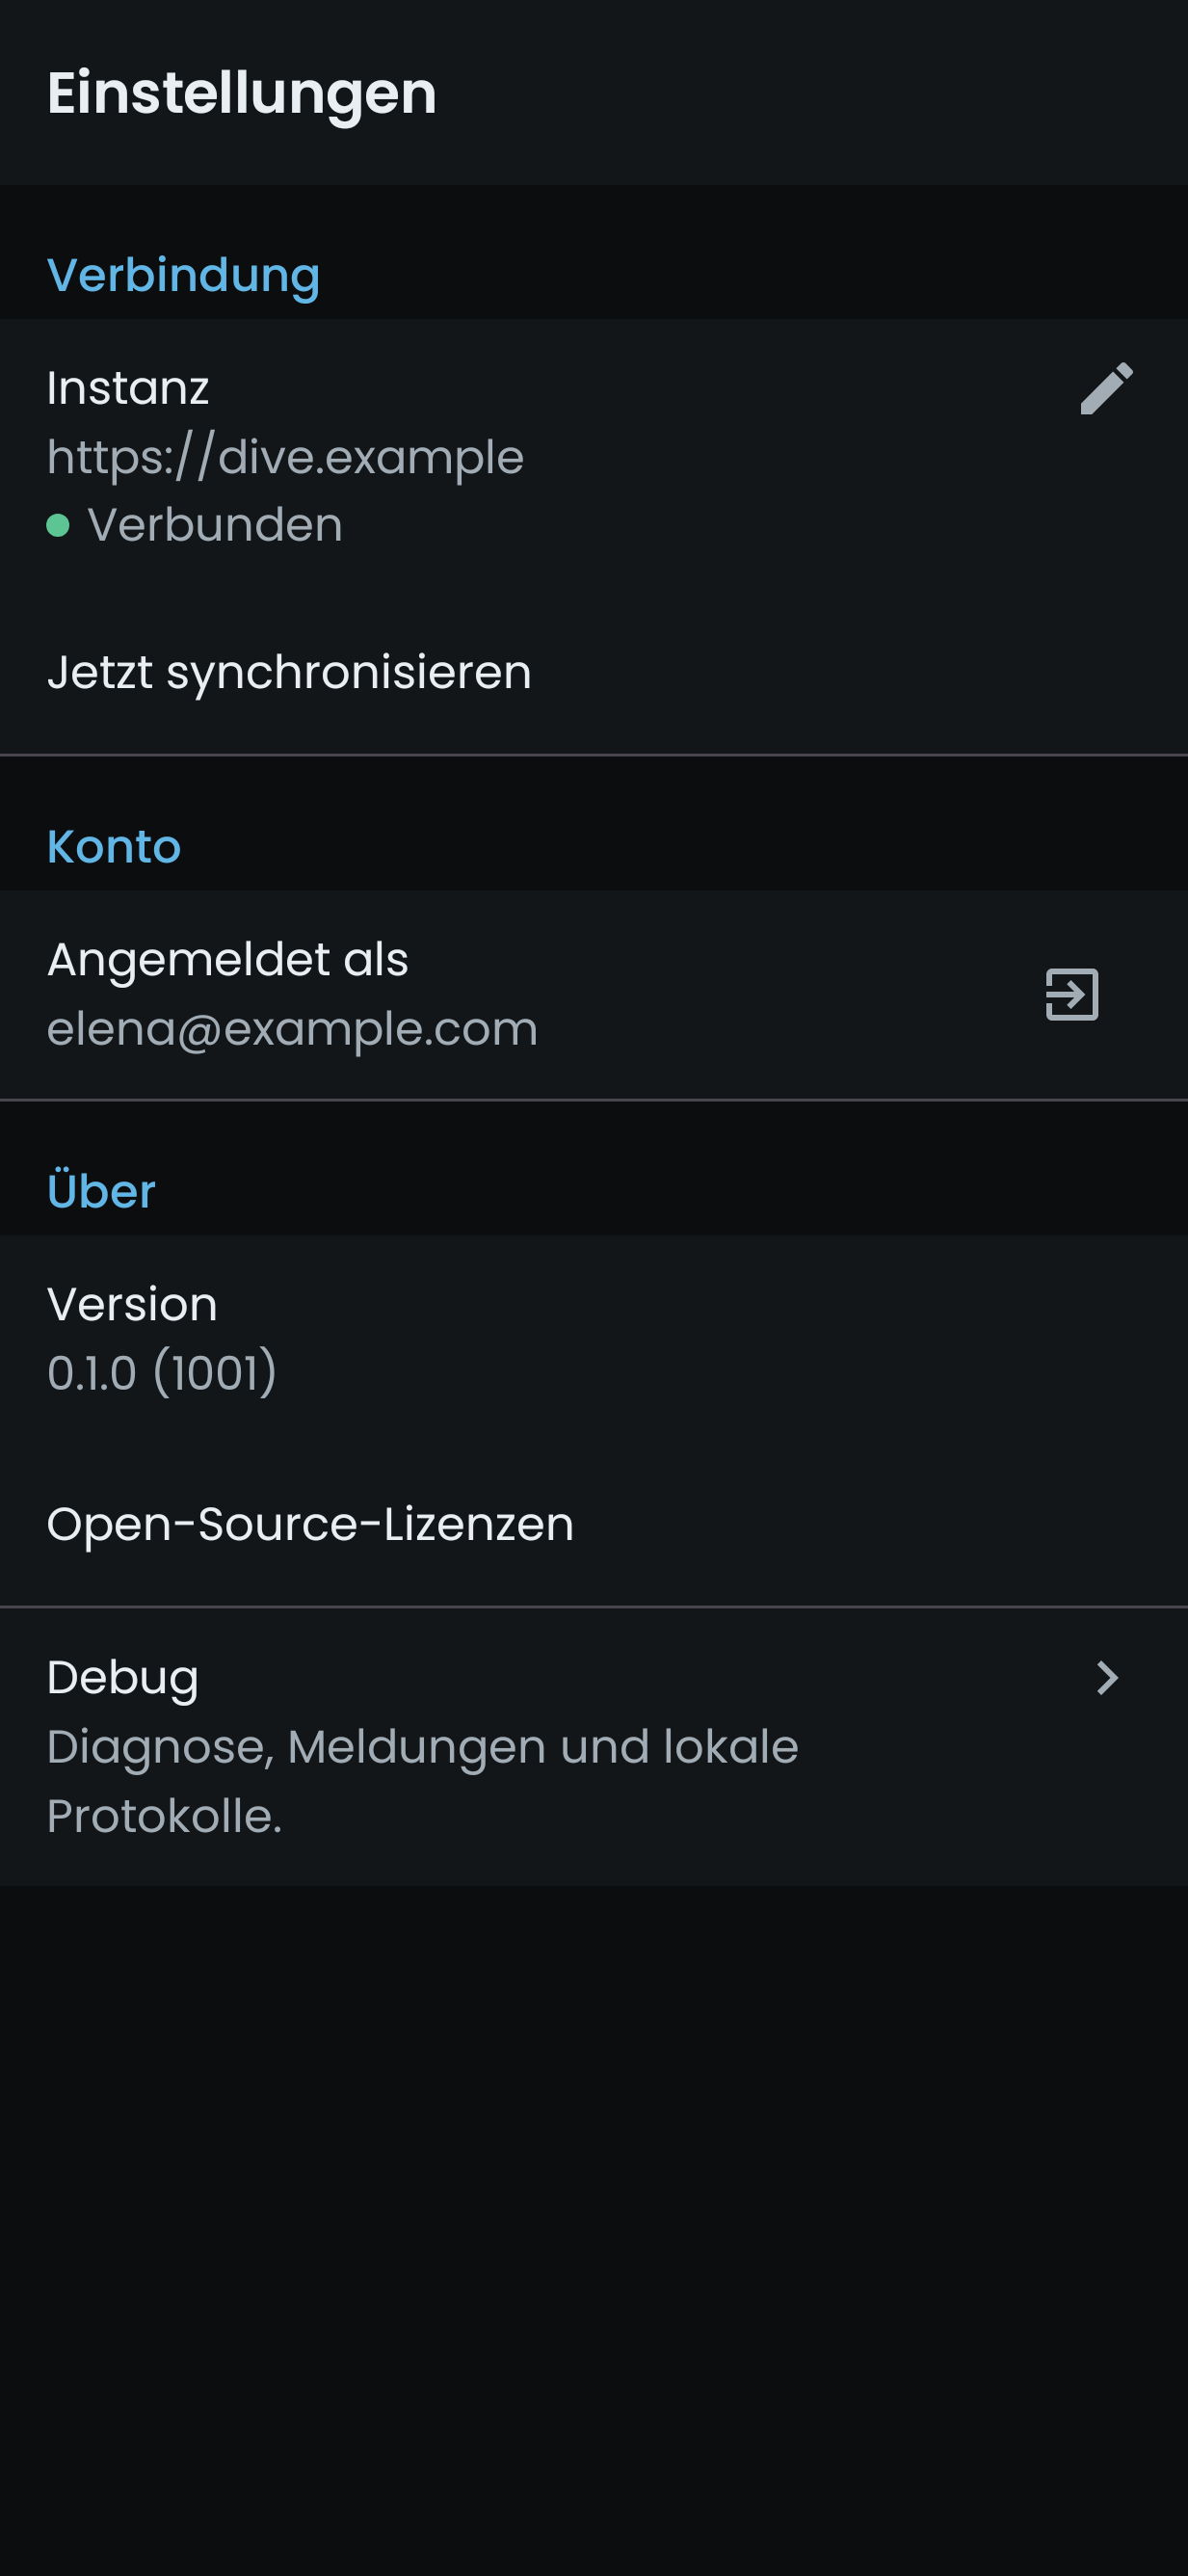 Einstellungen
Verbindung
Instanz
https://dive.example
Verbunden
Jetzt synchronisieren
Konto
Angemeldet als
elena@example.com
Über
Version
0.1.0 (1001)
Open-Source-Lizenzen
Debug
Diagnose, Meldungen und lokale
Protokolle.